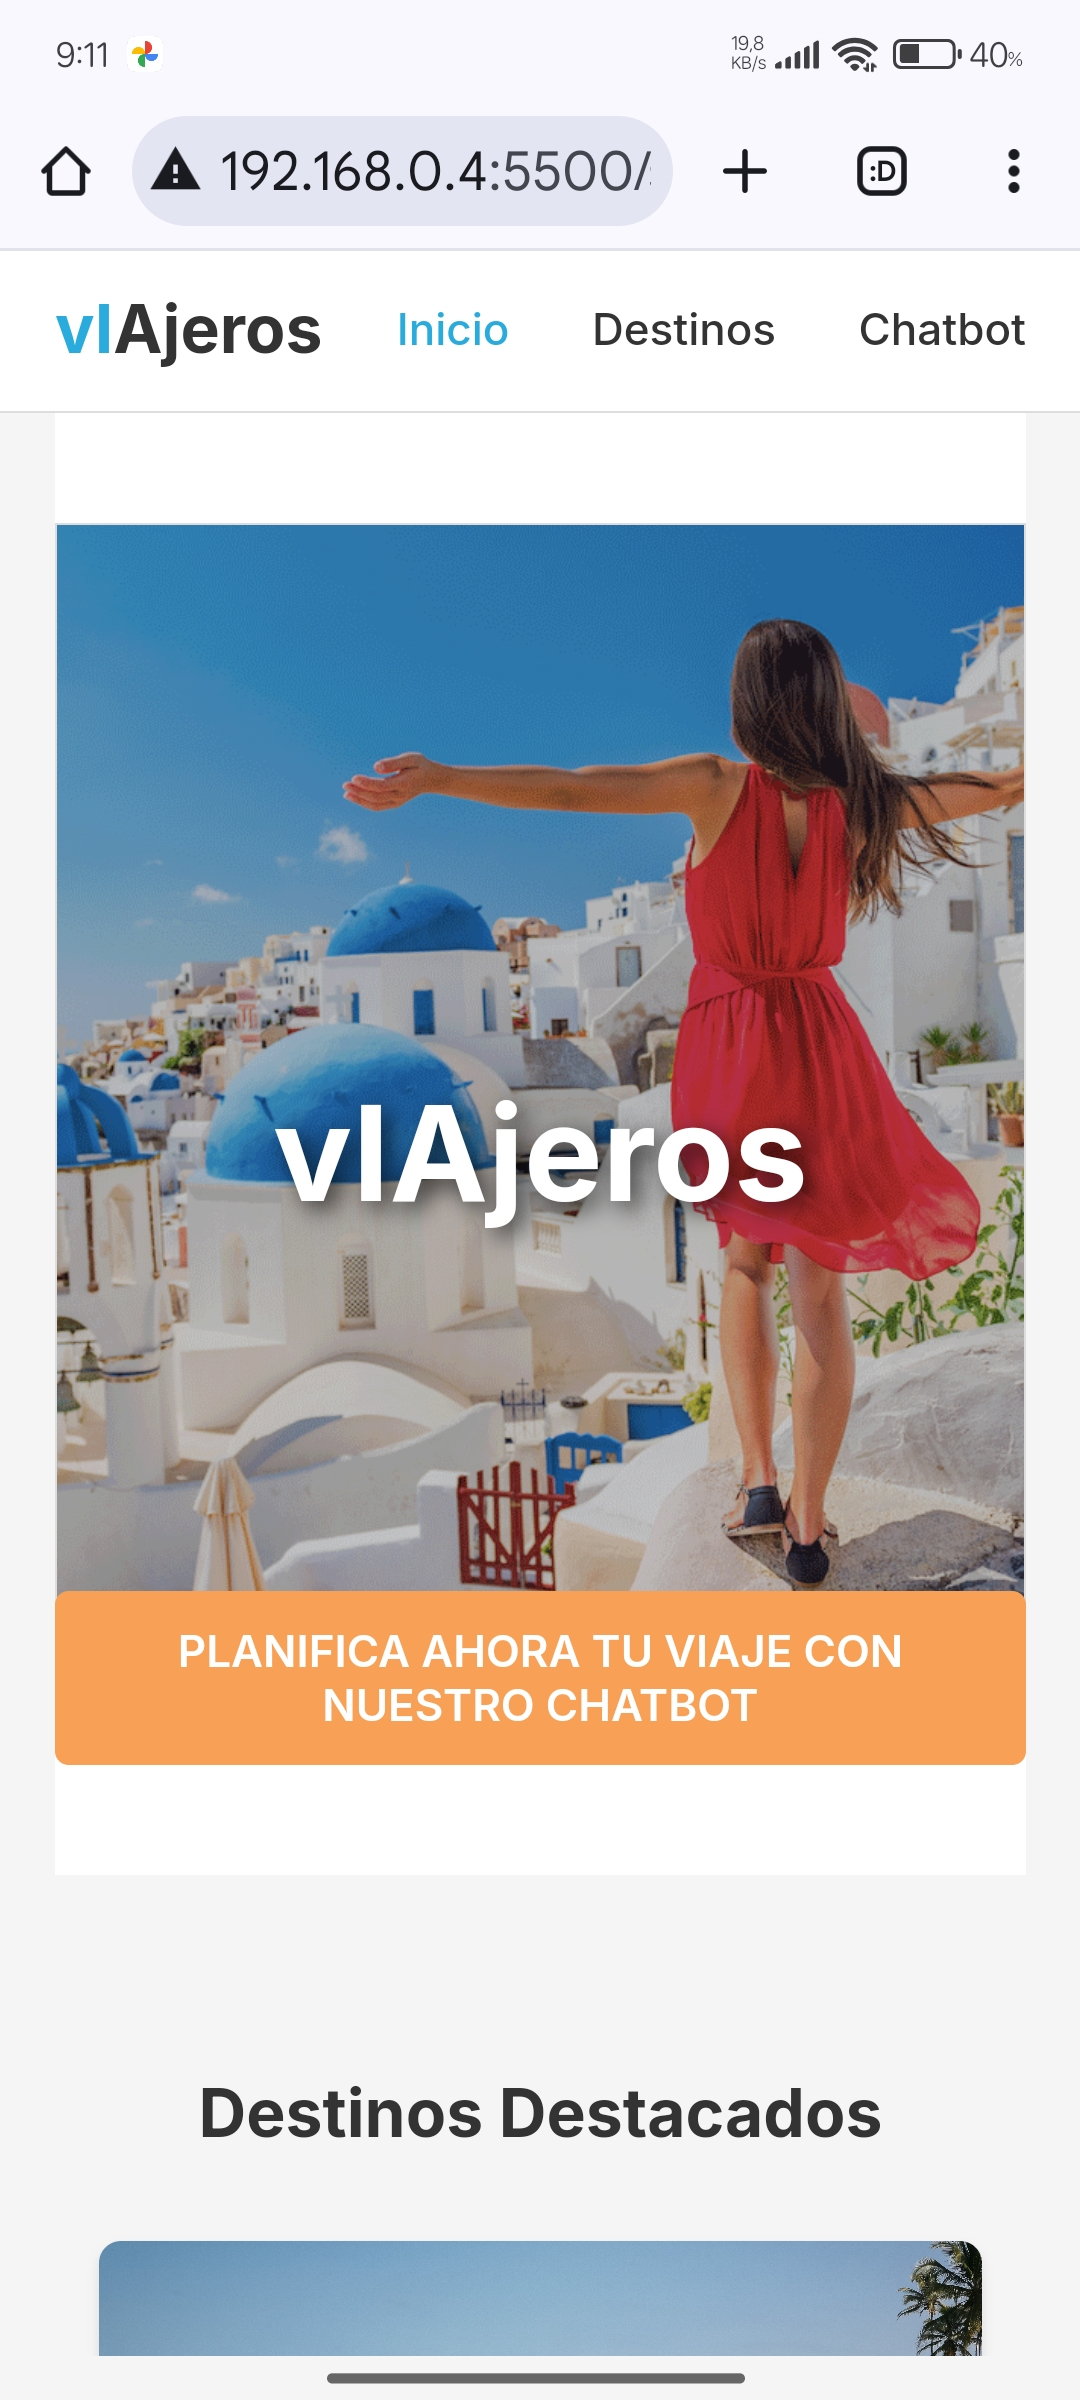 9:11
19,8
KB/s
40%
192.168.0.4:5500/
:D
vIAjeros Inicio Destinos Chatbot
vIAjeros
PLANIFICA AHORA TU VIAJE CON
NUESTRO CHATBOT
Destinos Destacados